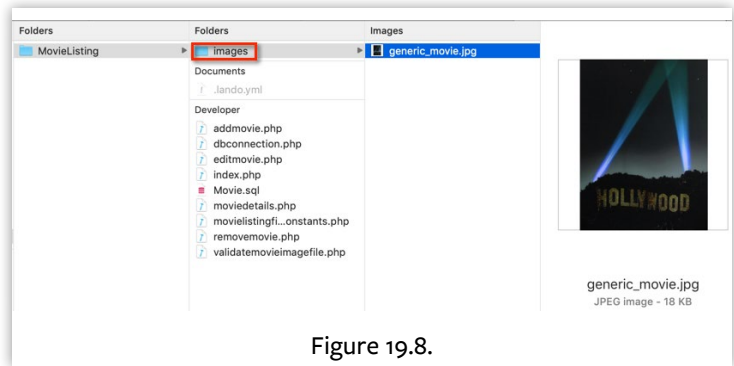 Folders
MovieListing
Folders
images
Documents
.lando.yml
Developer
addmovie.php
dbconnection.php
editmovie.php
index.php
Movie.sql
moviedetails.php
movielistingfi...onstants.php
removemovie.php
validatemovieimagefile.php
Images
generic_movie.jpg
HOLLYWOOD
generic_movie.jpg
JPEG image - 18 KB
Figure 19.8.